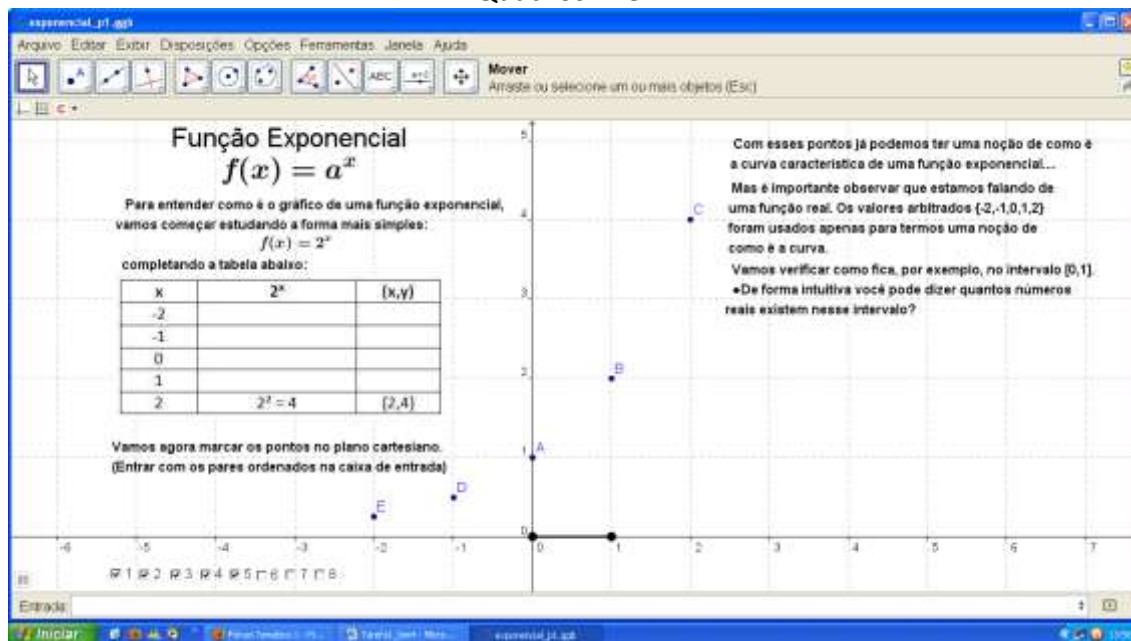 exponencial_p1.ggb
Arquivo Editar Exibir Disposições Opções Ferramentas Janela Ajuda
ABC
a=2
Mover
Arraste ou selecione um ou mais objetos (Esc)
Função Exponencial
f(x) = a^x
Para entender como é o gráfico de uma função exponencial,
vamos começar estudando a forma mais simples:
f(x) = 2^x
completando a tabela abaixo:
x 2^x (x,y)
-2
-1
0
1
2 2² = 4 (2,4)
Vamos agora marcar os pontos no plano cartesiano.
(Entrar com os pares ordenados na caixa de entrada)
Com esses pontos já podemos ter uma noção de como é
a curva caracteristica de uma função exponencial...
Mas é importante observar que estamos falando de
uma função real. Os valores arbitrados {-2,-1,0,1,2}
foram usados apenas para termos uma noção de
como é a curva.
Vamos verificar como fica, por exemplo, no intervalo [0,1].
●De forma intuitiva você pode dizer quantos números
reais existem nesse intervalo?
5
4
3
2
1
0
C
B
A
D
E
-6 -5 -4 -3 -2 -1 0 1 2 3 4 5 6 7
1 2 3 4 5 6 7 8
Entrada:
Iniciar
exponencial_p1.ggb